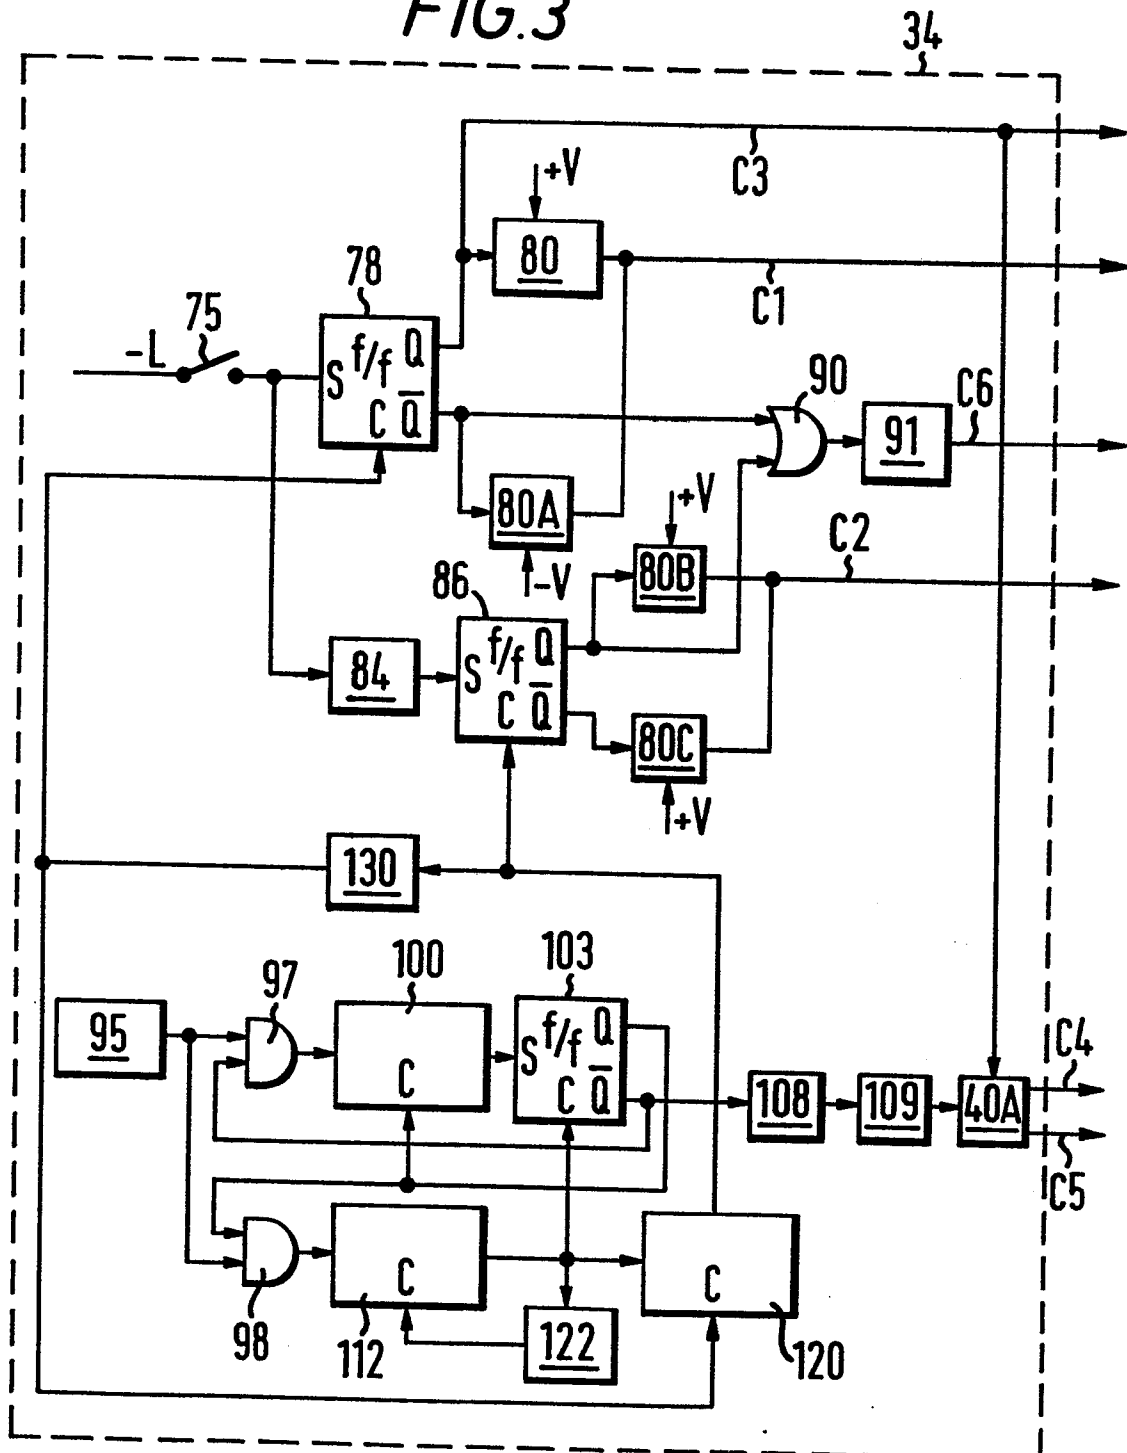 FIG.3
34
C3
+V
80
78
C1
75
-L
S f/f Q
C Q̅
90
C6
91
80A
+V
-V
80B
C2
86
84
S f/f Q
C Q̅
80C
+V
130
100
103
97
95
C
S f/f Q
C Q̅
108
109
40A
C4
C5
98
C
112
122
C
120